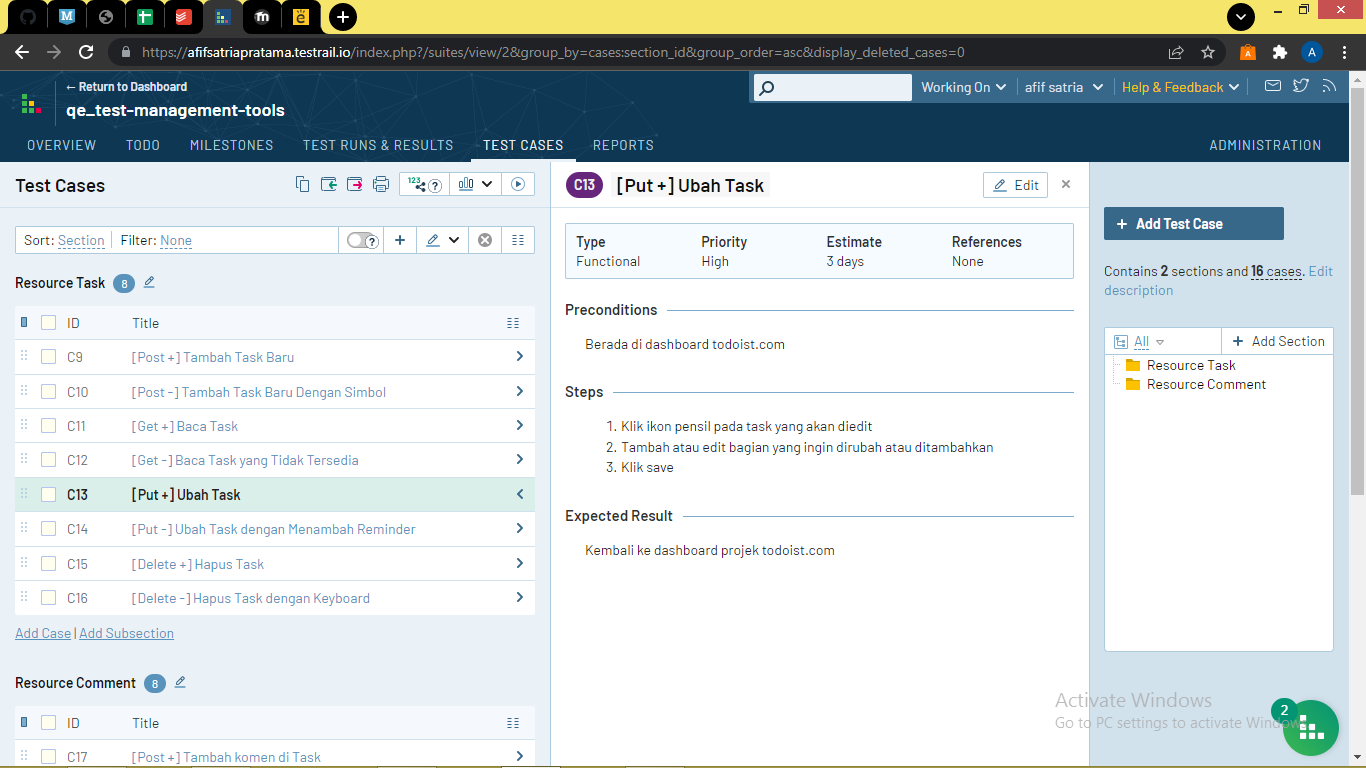 https://afifsatriapratama.testrail.io/index.php?/suites/view/2&group_by=cases:section_id&group_order=asc&display_deleted_cases=0
A
← Return to Dashboard
qe_test-management-tools
Working On
afif satria
Help & Feedback
OVERVIEW
TODO
MILESTONES
TEST RUNS & RESULTS
TEST CASES
REPORTS
ADMINISTRATION
Test Cases
123
?
Sort: Section
Filter: None
?
Resource Task 8
ID Title
C9 [Post +] Tambah Task Baru
C10 [Post -] Tambah Task Baru Dengan Simbol
C11 [Get +] Baca Task
C12 [Get -] Baca Task yang Tidak Tersedia
C13 [Put +] Ubah Task
C14 [Put -] Ubah Task dengan Menambah Reminder
C15 [Delete +] Hapus Task
C16 [Delete -] Hapus Task dengan Keyboard
Add Case | Add Subsection
Resource Comment 8
ID Title
C17 [Post +] Tambah komen di Task
C13 [Put +] Ubah Task
Edit
Type Priority Estimate References
Functional High 3 days None
Preconditions
Berada di dashboard todoist.com
Steps
1. Klik ikon pensil pada task yang akan diedit
2. Tambah atau edit bagian yang ingin dirubah atau ditambahkan
3. Klik save
Expected Result
Kembali ke dashboard projek todoist.com
+ Add Test Case
Contains 2 sections and 16 cases. Edit
description
All
+ Add Section
Resource Task
Resource Comment
Activate Windows
Go to PC settings to activate Windows.
2